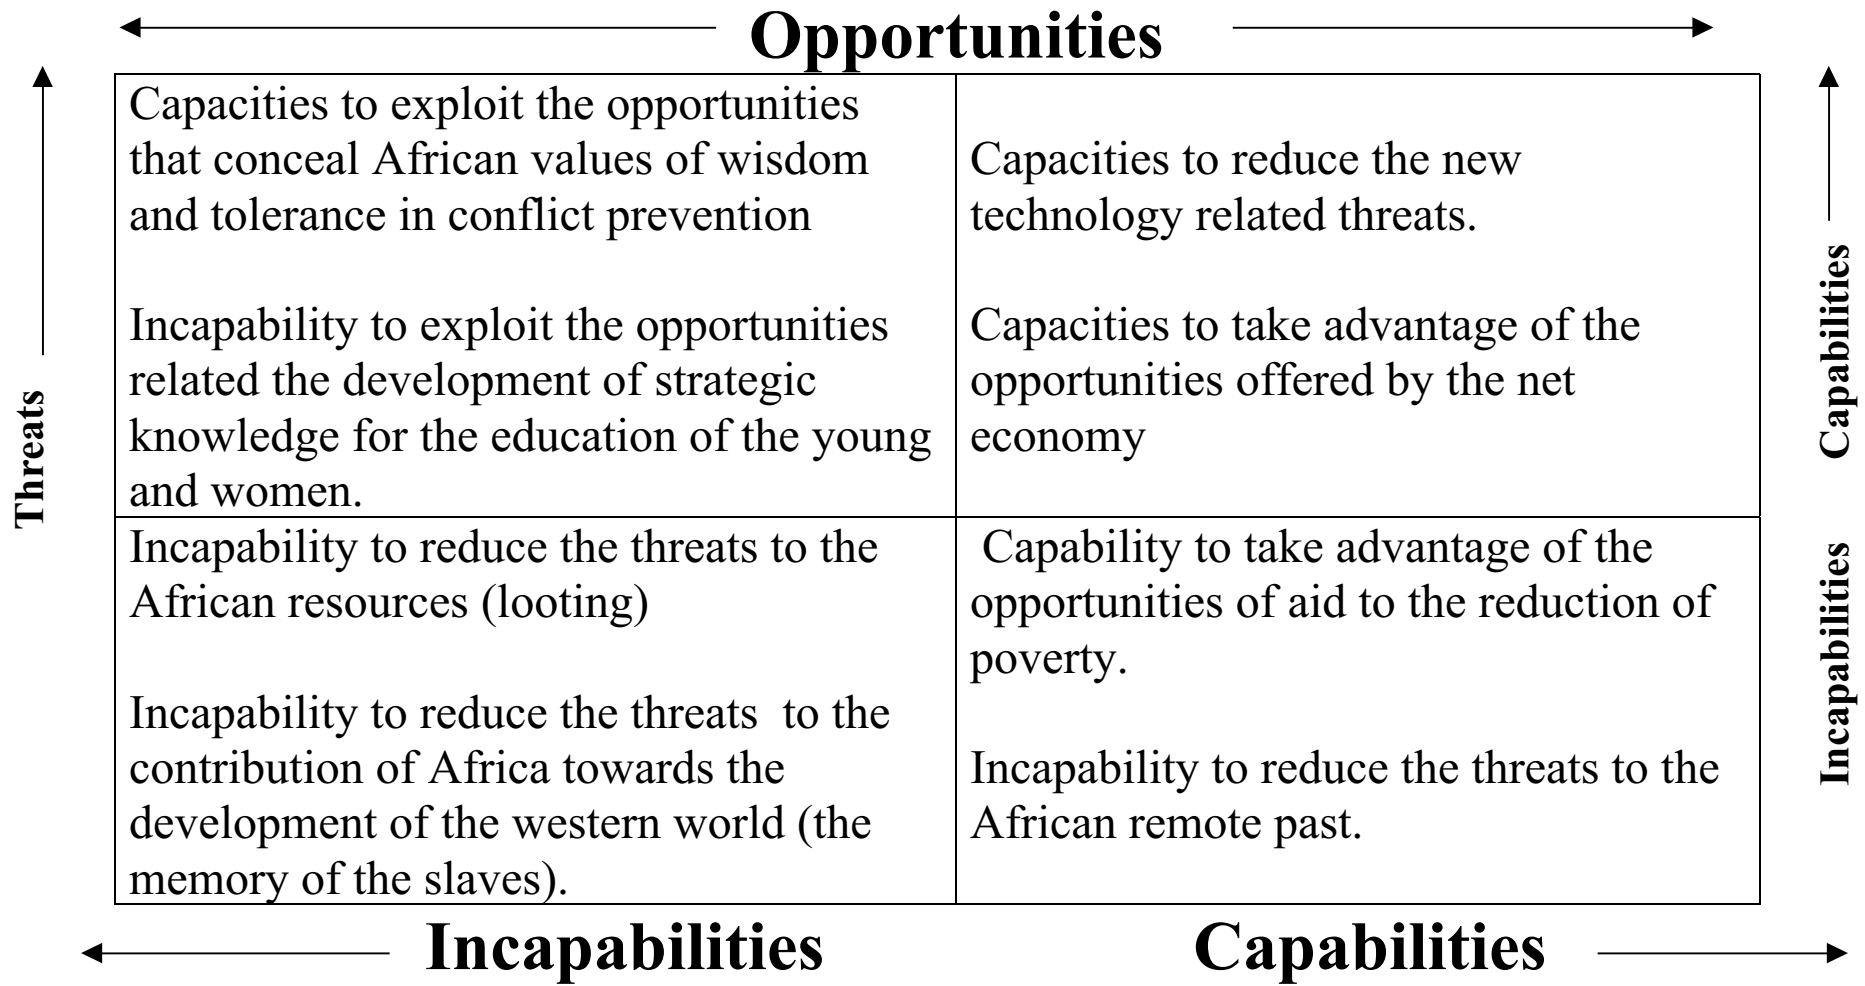 Opportunities
Threats
Capacities to exploit the opportunities
that conceal African values of wisdom
and tolerance in conflict prevention
Incapability to exploit the opportunities
related the development of strategic
knowledge for the education of the young
and women.
Capacities to reduce the new
technology related threats.
Capacities to take advantage of the
opportunities offered by the net
economy
Capabilities
Incapability to reduce the threats to the
African resources (looting)
Incapability to reduce the threats to the
contribution of Africa towards the
development of the western world (the
memory of the slaves).
Capability to take advantage of the
opportunities of aid to the reduction of
poverty.
Incapability to reduce the threats to the
African remote past.
Incapabilities
Incapabilities
Capabilities